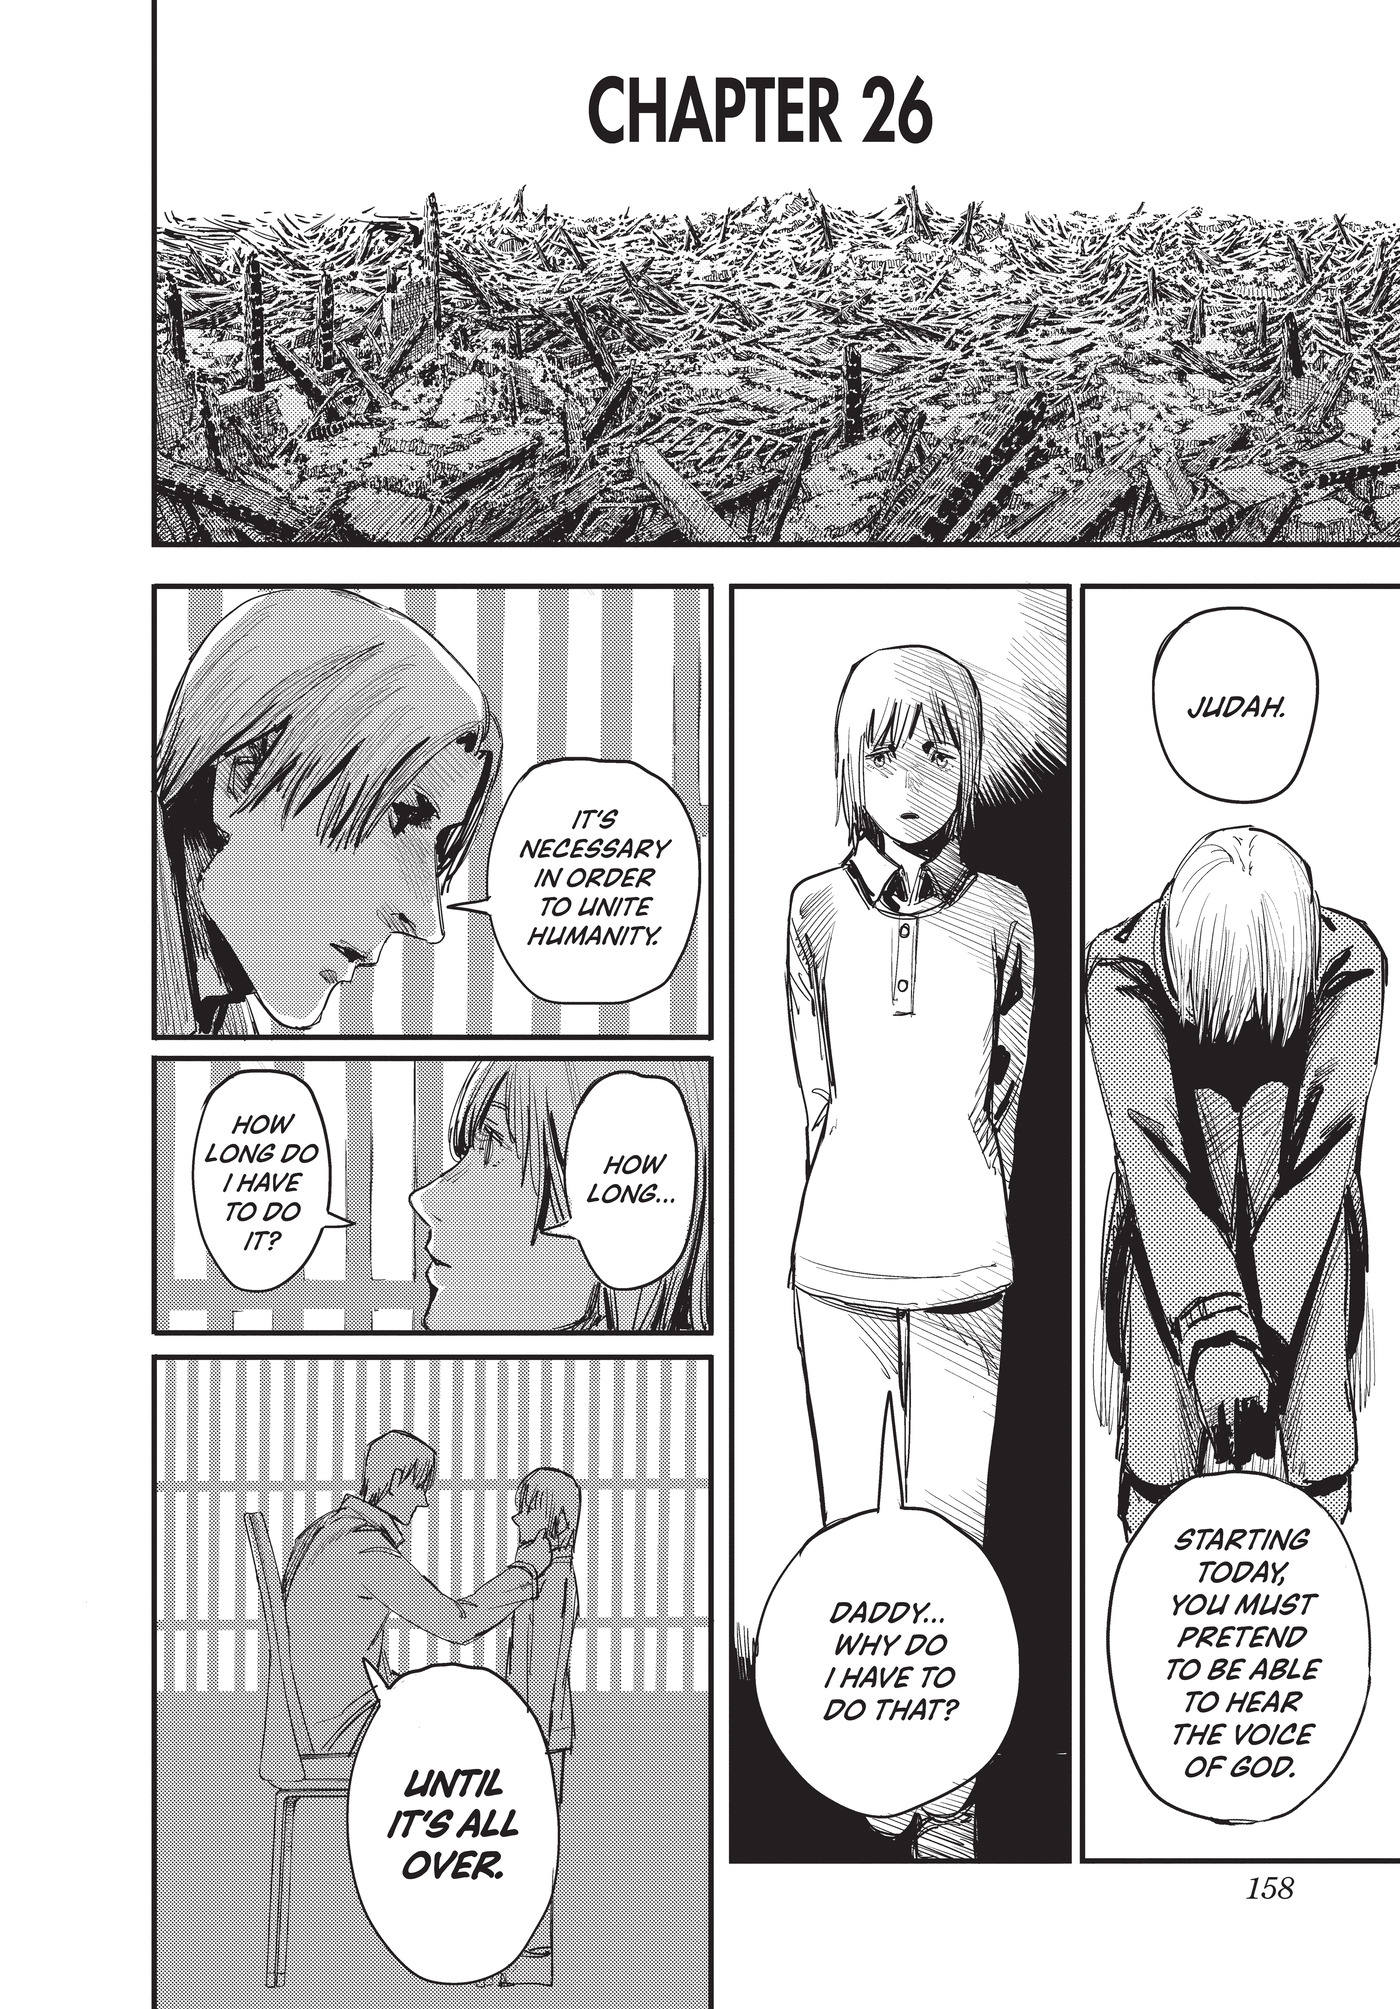 CHAPTER 26
JUDAH.
STARTING
TODAY,
YOU MUST
PRETEND
TO BE ABLE
TO HEAR
THE VOICE
OF GOD.
DADDY...
WHY DO
I HAVE TO
DO THAT?
IT'S
NECESSARY
IN ORDER
TO UNITE
HUMANITY.
HOW
LONG...
HOW
LONG DO
I HAVE
TO DO
IT?
UNTIL
IT'S ALL
OVER.
158